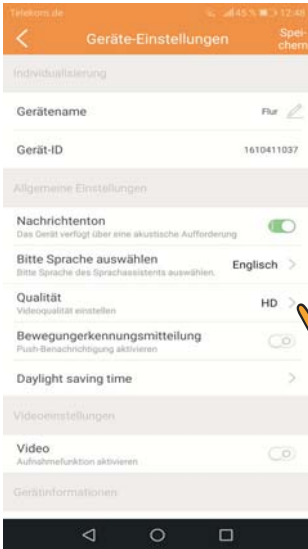 Telekom.de 45 % 12:48
Geräte-Einstellungen
Spei-
chern
Individualisierung
Gerätename Flur
Gerät-ID 1610411037
Allgemeine Einstellungen
Nachrichtenton
Das Gerät verfügt über eine akustische Aufforderung
Bitte Sprache auswählen Englisch
Bitte Sprache des Sprachassistents auswählen.
Qualität HD
Videoqualität einstellen
Bewegungerkennungsmitteilung
Push-Benachrichtigung aktivieren
Daylight saving time
Videoeinstellungen
Video
Aufnahmefunktion aktivieren
Gerätinformationen